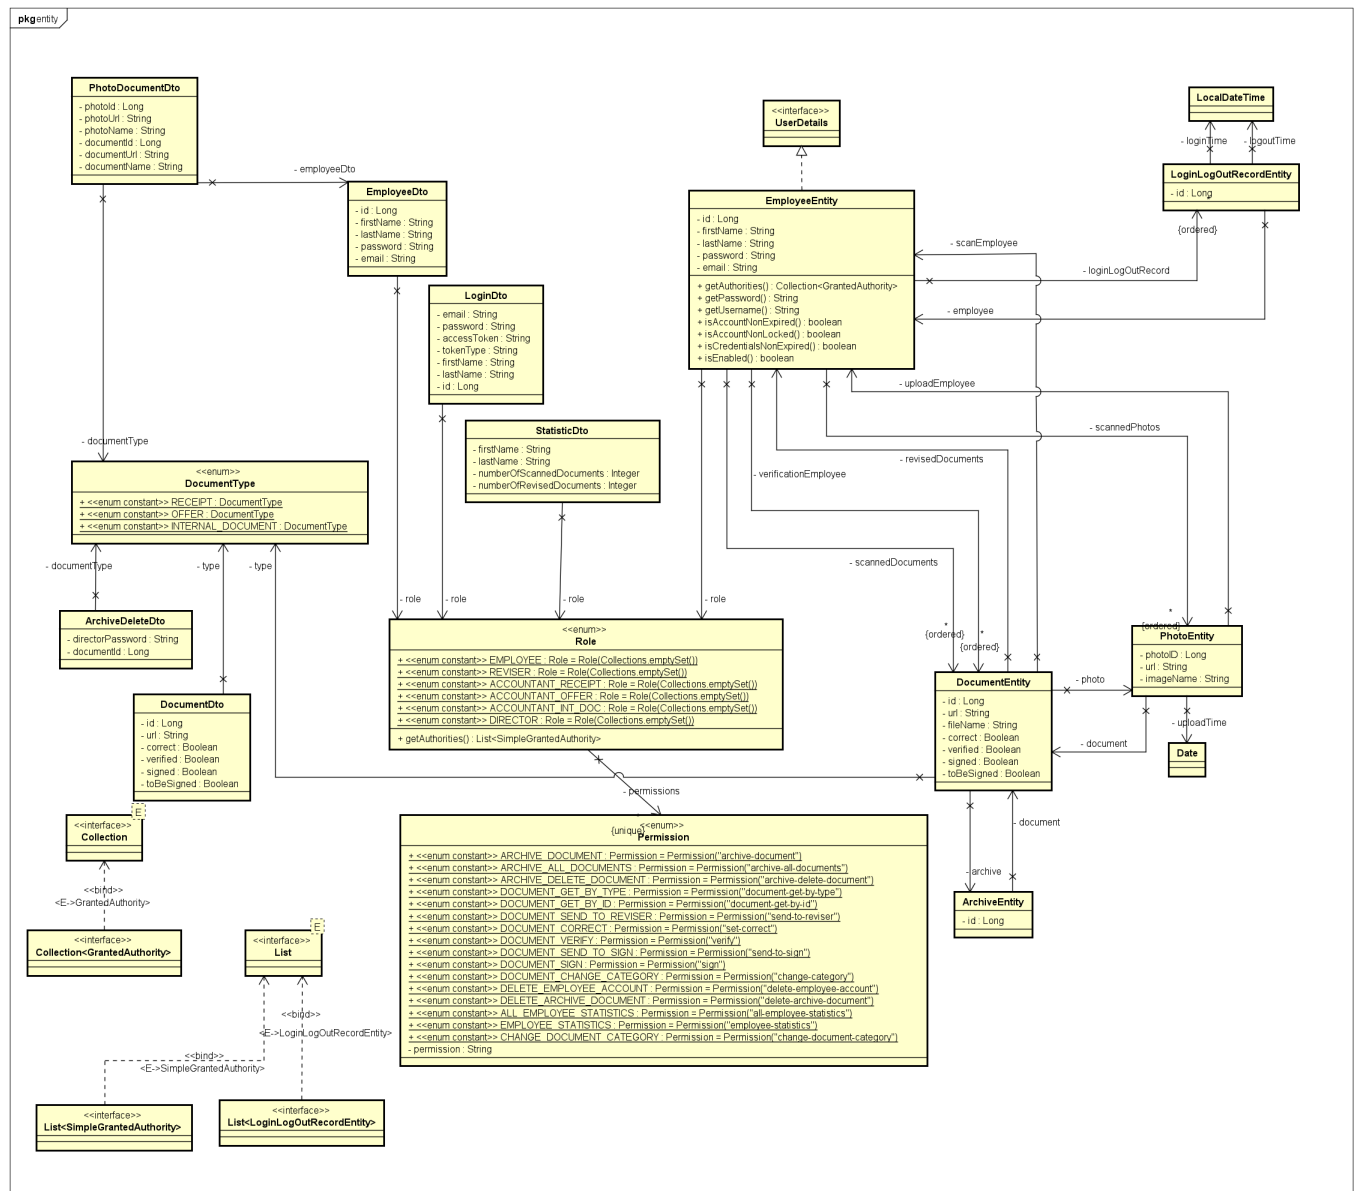 pkg entity
PhotoDocumentDto
- photoId : Long
- photoUrl : String
- photoName : String
- documentId : Long
- documentUrl : String
- documentName : String
- employeeDto
EmployeeDto
- id : Long
- firstName : String
- lastName : String
- password : String
- email : String
LoginDto
- email : String
- password : String
- accessToken : String
- tokenType : String
- firstName : String
- lastName : String
- id : Long
StatisticDto
- firstName : String
- lastName : String
- numberOfScannedDocuments : Integer
- numberOfRevisedDocuments : Integer
<<interface>>
UserDetails
EmployeeEntity
- id : Long
- firstName : String
- lastName : String
- password : String
- email : String
+ getAuthorities() : Collection<GrantedAuthority>
+ getPassword() : String
+ getUsername() : String
+ isAccountNonExpired() : boolean
+ isAccountNonLocked() : boolean
+ isCredentialsNonExpired() : boolean
+ isEnabled() : boolean
LocalDateTime
- loginTime
- logoutTime
LoginLogOutRecordEntity
- id : Long
{ordered}
- scanEmployee
- loginLogOutRecord
- employee
- uploadEmployee
- scannedPhotos
- revisedDocuments
- verificationEmployee
- scannedDocuments
- documentType
<<enum>>
DocumentType
+ <<enum constant>> RECEIPT : DocumentType
+ <<enum constant>> OFFER : DocumentType
+ <<enum constant>> INTERNAL_DOCUMENT : DocumentType
- documentType
- type
- type
ArchiveDeleteDto
- directorPassword : String
- documentId : Long
DocumentDto
- id : Long
- url : String
- correct : Boolean
- verified : Boolean
- signed : Boolean
- toBeSigned : Boolean
- role
- role
- role
- role
<<enum>>
Role
+ <<enum constant>> EMPLOYEE : Role = Role(Collections.emptySet())
+ <<enum constant>> REVISER : Role = Role(Collections.emptySet())
+ <<enum constant>> ACCOUNTANT_RECEIPT : Role = Role(Collections.emptySet())
+ <<enum constant>> ACCOUNTANT_OFFER : Role = Role(Collections.emptySet())
+ <<enum constant>> ACCOUNTANT_INT_DOC : Role = Role(Collections.emptySet())
+ <<enum constant>> DIRECTOR : Role = Role(Collections.emptySet())
+ getAuthorities() : List<SimpleGrantedAuthority>
- permissions
*
{ordered}
*
{ordered}
*
{ordered}
PhotoEntity
- photoID : Long
- url : String
- imageName : String
- photo
- uploadTime
- document
Date
DocumentEntity
- id : Long
- url : String
- fileName : String
- correct : Boolean
- verified : Boolean
- signed : Boolean
- toBeSigned : Boolean
- document
- archive
ArchiveEntity
- id : Long
*
{unique}
<<enum>>
Permission
+ <<enum constant>> ARCHIVE_DOCUMENT : Permission = Permission("archive-document")
+ <<enum constant>> ARCHIVE_ALL_DOCUMENTS : Permission = Permission("archive-all-documents")
+ <<enum constant>> ARCHIVE_DELETE_DOCUMENT : Permission = Permission("archive-delete-document")
+ <<enum constant>> DOCUMENT_GET_BY_TYPE : Permission = Permission("document-get-by-type")
+ <<enum constant>> DOCUMENT_GET_BY_ID : Permission = Permission("document-get-by-id")
+ <<enum constant>> DOCUMENT_SEND_TO_REVISER : Permission = Permission("send-to-reviser")
+ <<enum constant>> DOCUMENT_CORRECT : Permission = Permission("set-correct")
+ <<enum constant>> DOCUMENT_VERIFY : Permission = Permission("verify")
+ <<enum constant>> DOCUMENT_SEND_TO_SIGN : Permission = Permission("send-to-sign")
+ <<enum constant>> DOCUMENT_SIGN : Permission = Permission("sign")
+ <<enum constant>> DOCUMENT_CHANGE_CATEGORY : Permission = Permission("change-category")
+ <<enum constant>> DELETE_EMPLOYEE_ACCOUNT : Permission = Permission("delete-employee-account")
+ <<enum constant>> DELETE_ARCHIVE_DOCUMENT : Permission = Permission("delete-archive-document")
+ <<enum constant>> ALL_EMPLOYEE_STATISTICS : Permission = Permission("all-employee-statistics")
+ <<enum constant>> EMPLOYEE_STATISTICS : Permission = Permission("employee-statistics")
+ <<enum constant>> CHANGE_DOCUMENT_CATEGORY : Permission = Permission("change-document-category)
- permission : String
E
<<interface>>
Collection
<<bind>>
<E->GrantedAuthority>
<<interface>>
Collection<GrantedAuthority>
E
<<interface>>
List
<<bind>>
<E->LoginLogOutRecordEntity>
<<bind>>
<E->SimpleGrantedAuthority>
<<interface>>
List<SimpleGrantedAuthority>
<<interface>>
List<LoginLogOutRecordEntity>